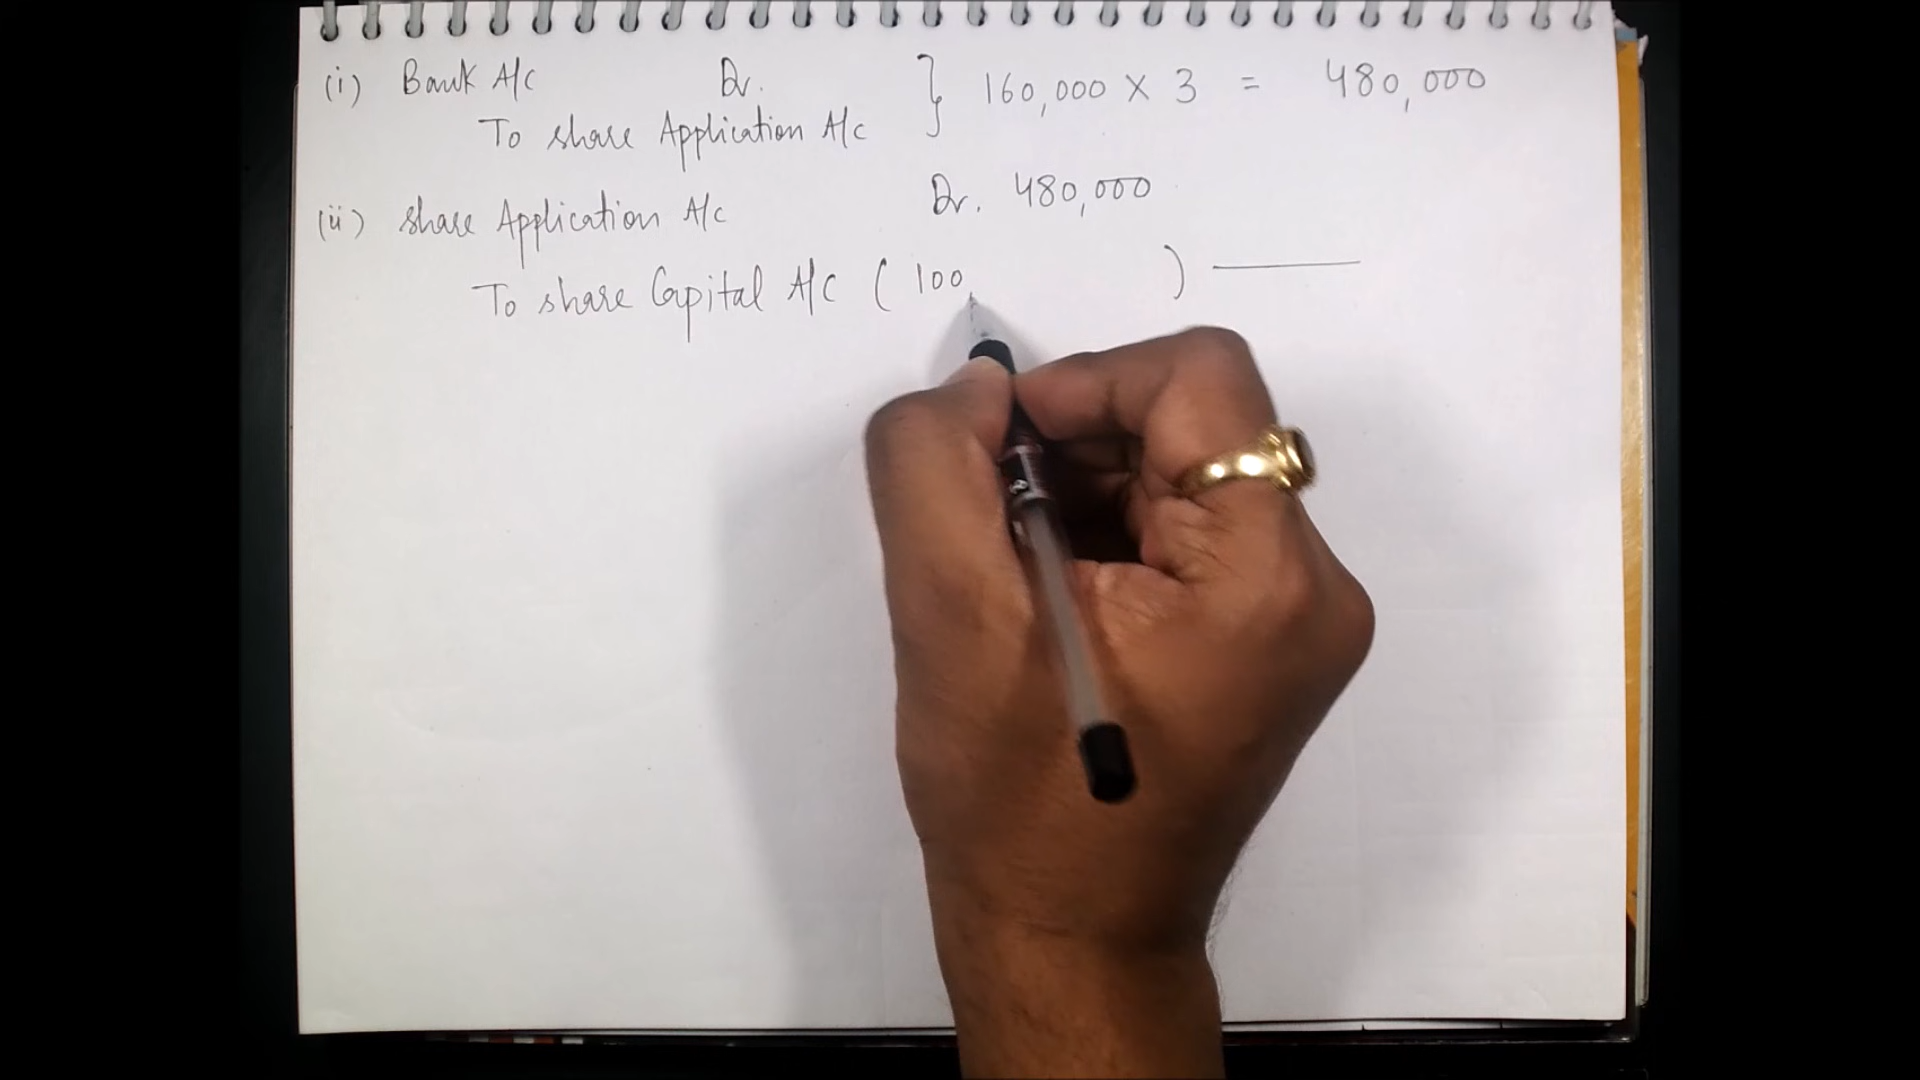 (i) Bank A/c Dr. } 160,000 X 3 = 480,000
To share Application A/c
(ii) share Application A/c Dr. 480,000
To share Capital A/c ( 100, ) ―――